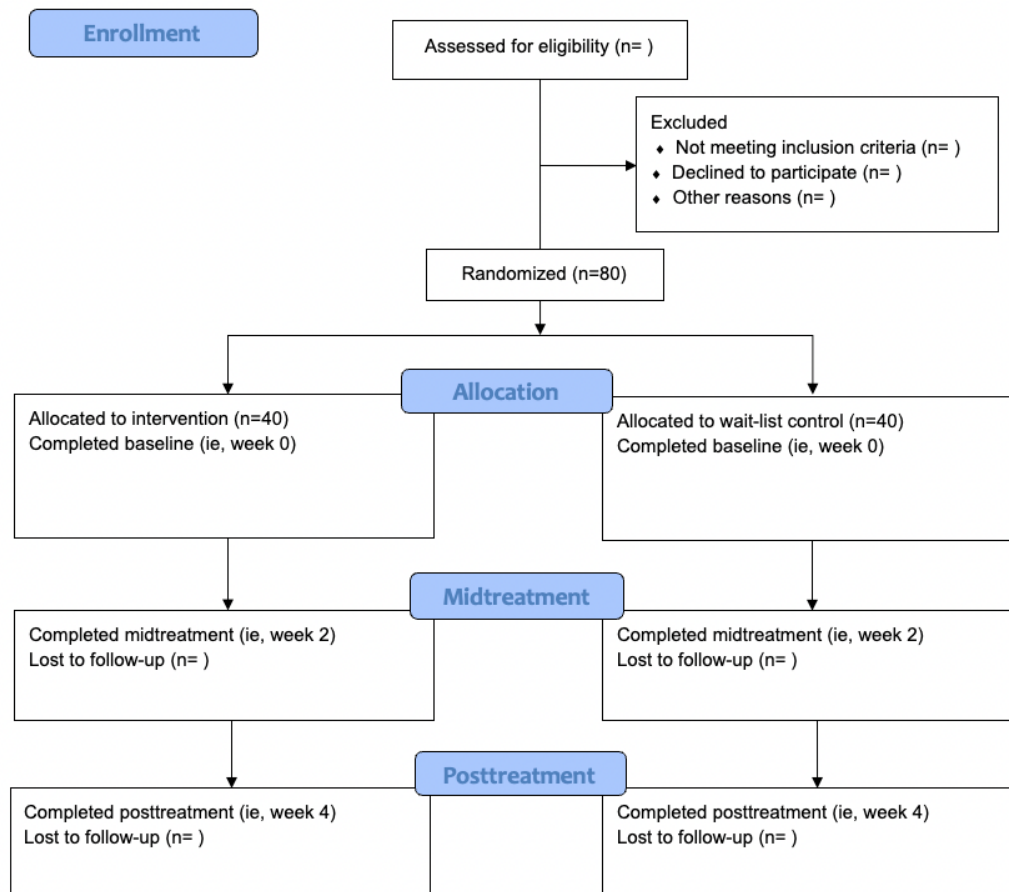 Enrollment
Assessed for eligibility (n= )
Excluded
♦ Not meeting inclusion criteria (n= )
♦ Declined to participate (n= )
♦ Other reasons (n= )
Randomized (n=80)
Allocation
Allocated to intervention (n=40)
Completed baseline (ie, week 0)
Allocated to wait-list control (n=40)
Completed baseline (ie, week 0)
Midtreatment
Completed midtreatment (ie, week 2)
Lost to follow-up (n= )
Completed midtreatment (ie, week 2)
Lost to follow-up (n= )
Posttreatment
Completed posttreatment (ie, week 4)
Lost to follow-up (n= )
Completed posttreatment (ie, week 4)
Lost to follow-up (n= )